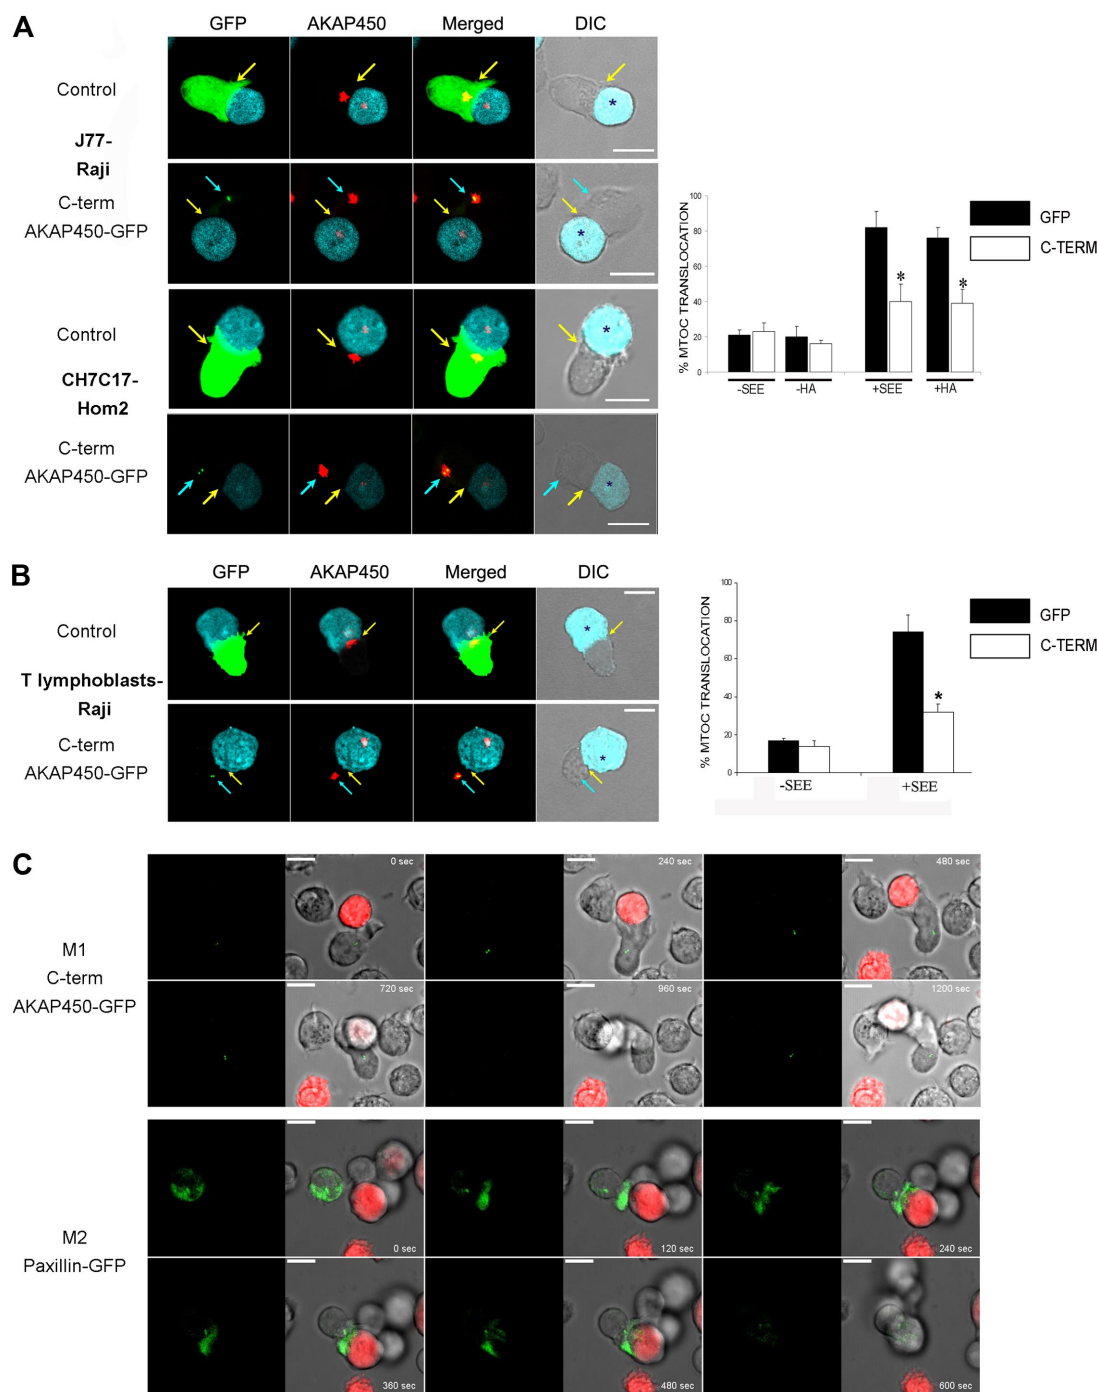 A
GFP AKAP450 Merged DIC
Control
J77-
Raji
C-term
AKAP450-GFP
Control
CH7C17-
Hom2
C-term
AKAP450-GFP
*
*
*
*
% MTOC TRANSLOCATION
100
80
60
40
20
0
* *
-SEE -HA +SEE +HA
GFP
C-TERM
B
GFP AKAP450 Merged DIC
Control
T lymphoblasts-
Raji
C-term
AKAP450-GFP
*
*
% MTOC TRANSLOCATION
100
80
60
40
20
0
*
-SEE +SEE
GFP
C-TERM
C
M1
C-term
AKAP450-GFP
0 sec 240 sec 480 sec
720 sec 960 sec 1200 sec
M2
Paxillin-GFP
0 sec 120 sec 240 sec
360 sec 480 sec 600 sec